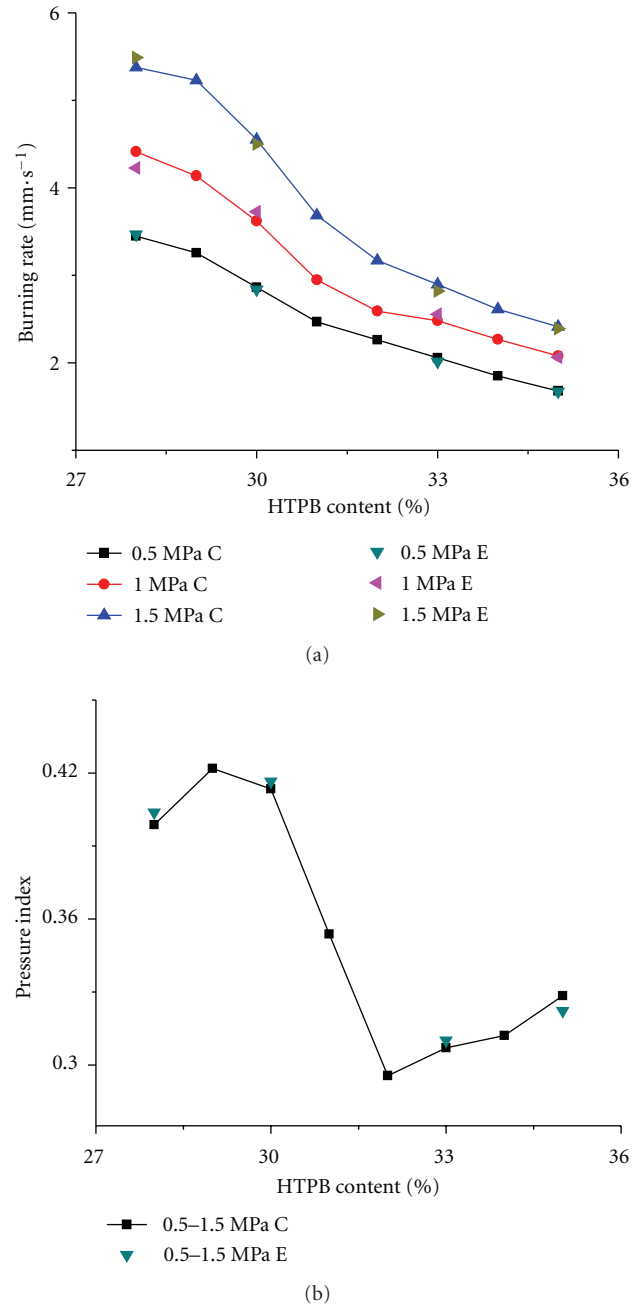 6
4
2
Burning rate (mm·s⁻¹)
27 30 33 36
HTPB content (%)
0.5 MPa C 0.5 MPa E
1 MPa C 1 MPa E
1.5 MPa C 1.5 MPa E
(a)
0.42
0.36
0.3
Pressure index
27 30 33 36
HTPB content (%)
0.5–1.5 MPa C
0.5–1.5 MPa E
(b)